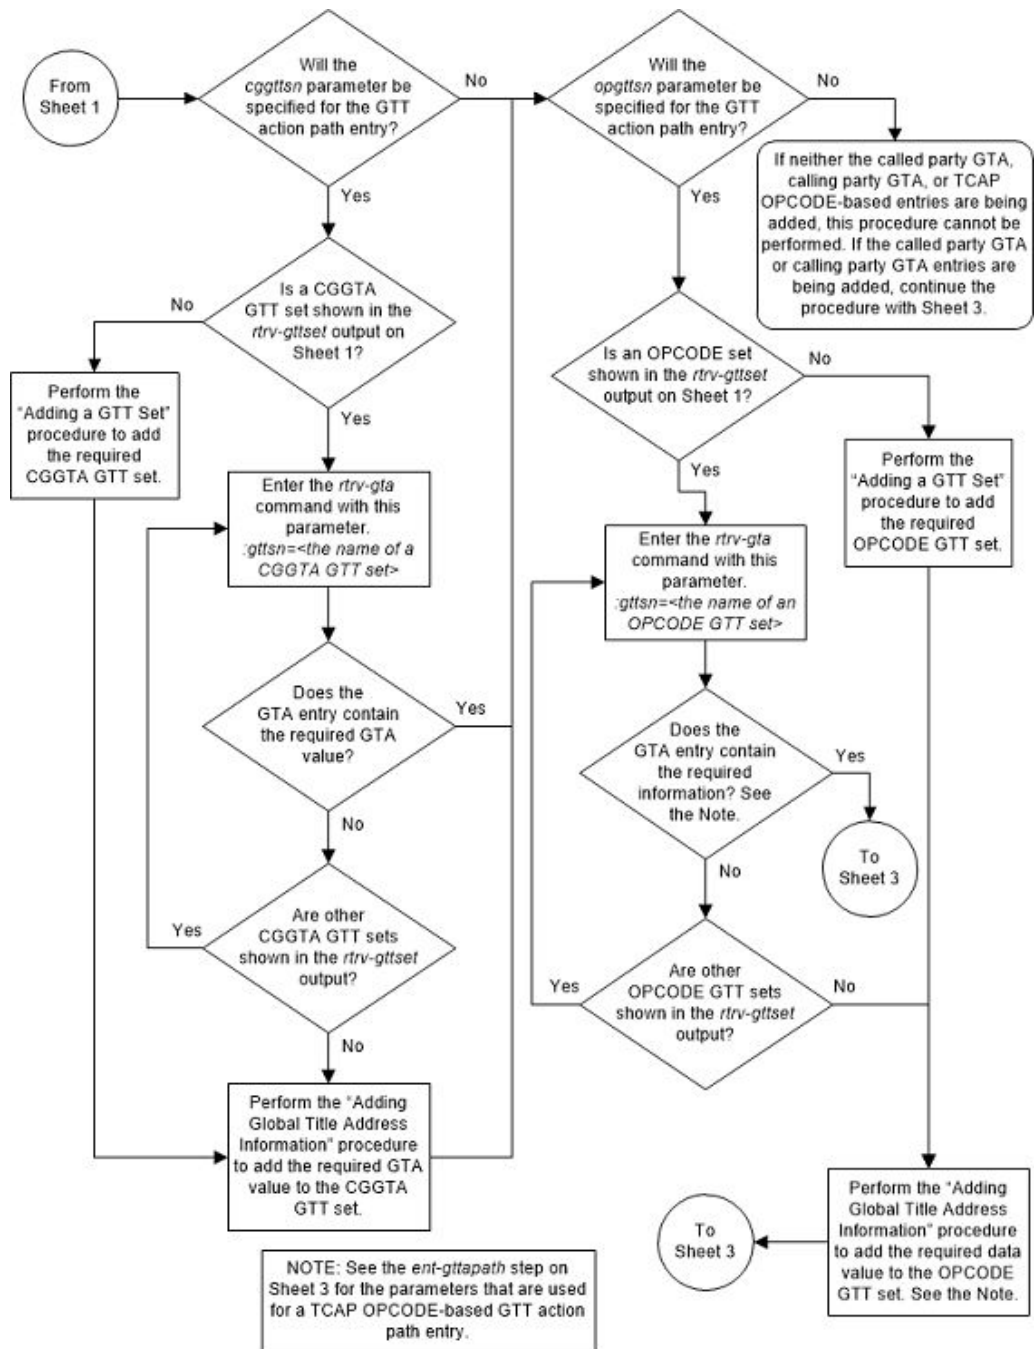 From
Sheet 1
Will the
cggttsn parameter be
specified for the GTT
action path entry?
No
Yes
Will the
opgttsn parameter be
specified for the GTT
action path entry?
No
Yes
If neither the called party GTA,
calling party GTA, or TCAP
OPCODE-based entries are being
added, this procedure cannot be
performed. If the called party GTA
or calling party GTA entries are
being added, continue the
procedure with Sheet 3.
Is a CGGTA
GTT set shown in the
rtrv-gttset output on
Sheet 1?
No
Yes
Perform the
“Adding a GTT Set”
procedure to add
the required
CGGTA GTT set.
Enter the rtrv-gta
command with this
parameter.
:gttsn=<the name of a
CGGTA GTT set>
Does the
GTA entry contain
the required GTA
value?
Yes
No
Are other
CGGTA GTT sets
shown in the rtrv-gttset
output?
Yes
No
Perform the “Adding
Global Title Address
Information” procedure
to add the required GTA
value to the CGGTA
GTT set.
Is an OPCODE set
shown in the rtrv-gttset
output on Sheet 1?
No
Yes
Perform the
“Adding a GTT Set”
procedure to add
the required
OPCODE GTT set.
Enter the rtrv-gta
command with this
parameter.
:gttsn=<the name of an
OPCODE GTT set>
Does the
GTA entry contain
the required
information? See
the Note.
Yes
No
To
Sheet 3
Are other
OPCODE GTT sets
shown in the rtrv-gttset
output?
Yes
No
Perform the “Adding
Global Title Address
Information” procedure
to add the required data
value to the OPCODE
GTT set. See the Note.
To
Sheet 3
NOTE: See the ent-gttapath step on
Sheet 3 for the parameters that are used
for a TCAP OPCODE-based GTT action
path entry.